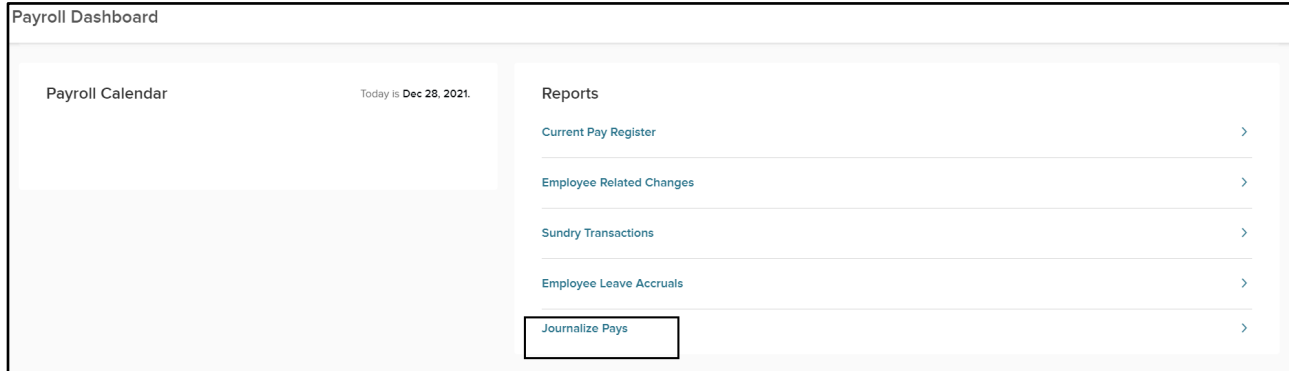 Payroll Dashboard
Payroll Calendar
Today is Dec 28, 2021.
Reports
Current Pay Register
Employee Related Changes
Sundry Transactions
Employee Leave Accruals
Journalize Pays